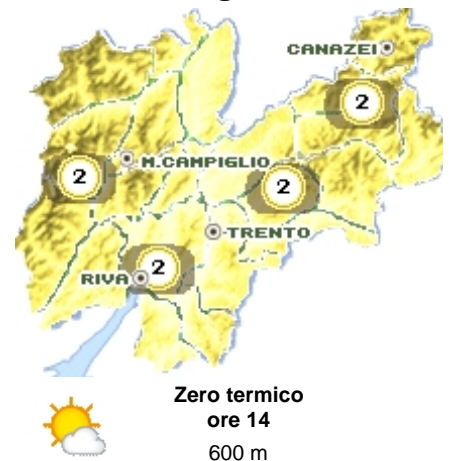 CANAZEI
2
M.CAMPIGLIO
2
2
TRENTO
RIVA
2
Zero termico
ore 14
600 m